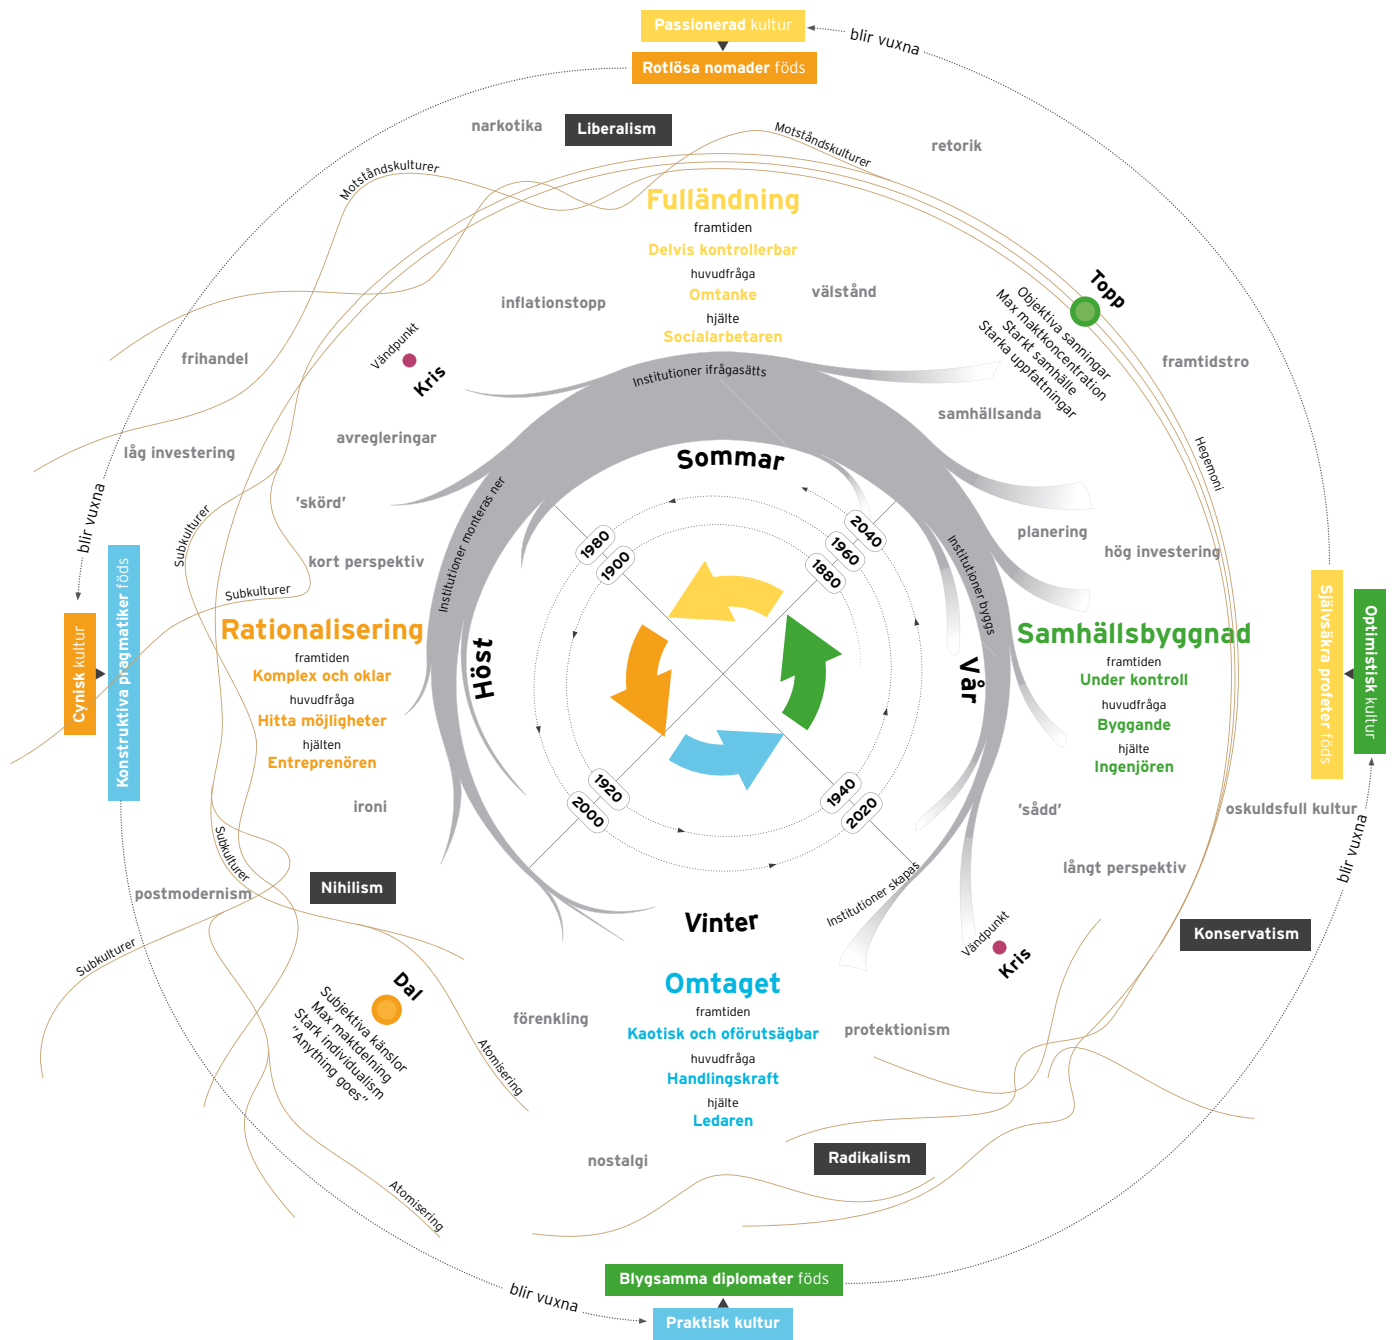 Passionerad kultur
Rotlösa nomader föds
blir vuxna
narkotika
Liberalism
Motståndskulturer
Motståndskulturer
retorik
Fulländning
framtiden
Delvis kontrollerbar
huvudfråga
Omtanke
hjälte
Socialarbetaren
inflationstopp
välstånd
Topp
Objektiva sanningar
Max maktkoncentration
Starkt samhälle
Starka uppfattningar
frihandel
Vändpunkt
Kris
framtidstro
Institutioner ifrågasätts
samhällsanda
avregleringar
låg investering
Sommar
Hegemoni
'skörd'
Institutioner monteras ner
blir vuxna
Subkulturer
1980
1900
2040
1960
1880
planering
hög investering
Institutioner byggs
kort perspektiv
Subkulturer
Cynisk kultur
Konstruktiva pragmatiker föds
Rationalisering
framtiden
Komplex och oklar
huvudfråga
Hitta möjligheter
hjälten
Entreprenören
Höst
Vår
Samhällsbyggnad
framtiden
Under kontroll
huvudfråga
Byggande
hjälte
Ingenjören
Självsäkra profeter föds
Optimistisk kultur
ironi
1920
2000
1940
2020
'sådd'
oskuldsfull kultur
blir vuxna
långt perspektiv
Subkulturer
postmodernism
Nihilism
Institutioner skapas
Vinter
Konservatism
Subkulturer
Vändpunkt
Kris
Dal
Subjektiva känslor
Max maktdelning
Stark individualism
"Anything goes"
Omtaget
framtiden
Kaotisk och oförutsägbar
huvudfråga
Handlingskraft
hjälte
Ledaren
förenkling
protektionism
Atomisering
nostalgi
Radikalism
Atomisering
blir vuxna
Blygsamma diplomater föds
Praktisk kultur